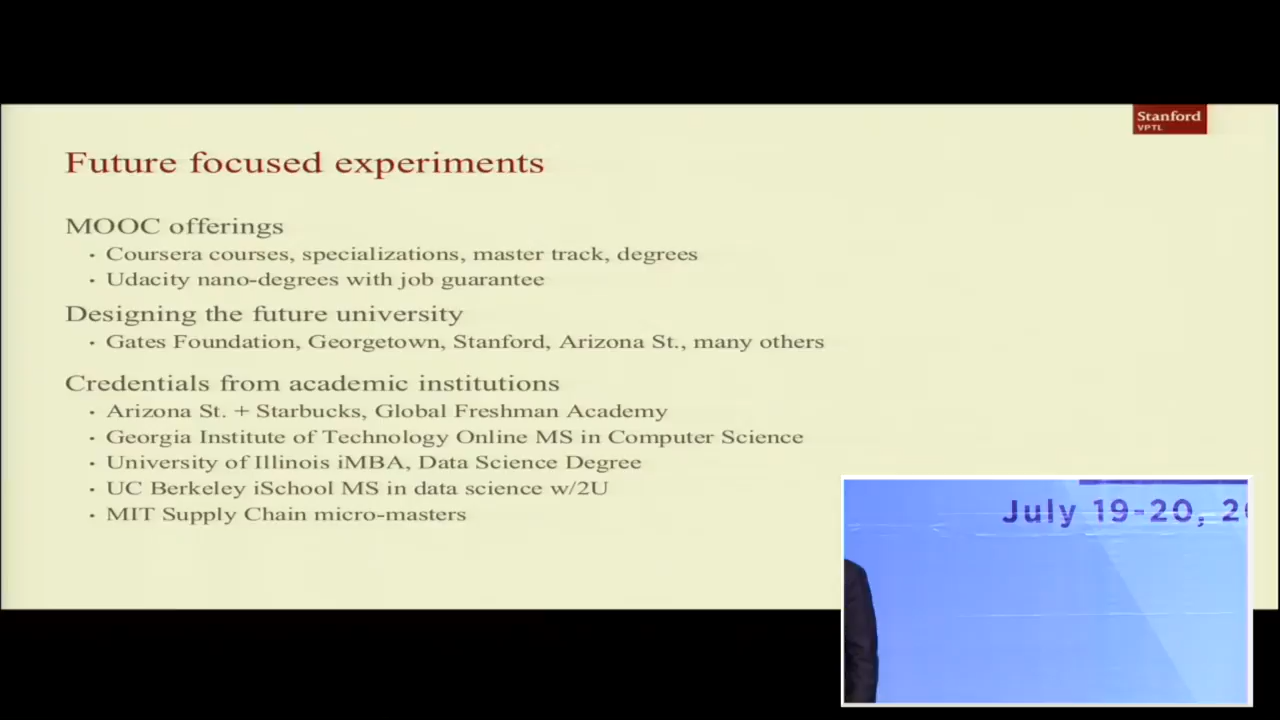 Stanford
VPTL
Future focused experiments
MOOC offerings
• Coursera courses, specializations, master track, degrees
• Udacity nano-degrees with job guarantee
Designing the future university
• Gates Foundation, Georgetown, Stanford, Arizona St., many others
Credentials from academic institutions
• Arizona St. + Starbucks, Global Freshman Academy
• Georgia Institute of Technology Online MS in Computer Science
• University of Illinois iMBA, Data Science Degree
• UC Berkeley iSchool MS in data science w/2U
• MIT Supply Chain micro-masters
July 19-20, 2